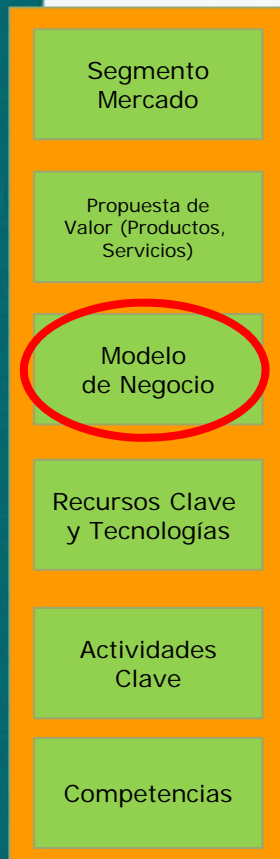 Segmento
Mercado
Propuesta de
Valor (Productos,
Servicios)
Modelo
de Negocio
Recursos Clave
y Tecnologías
Actividades
Clave
Competencias